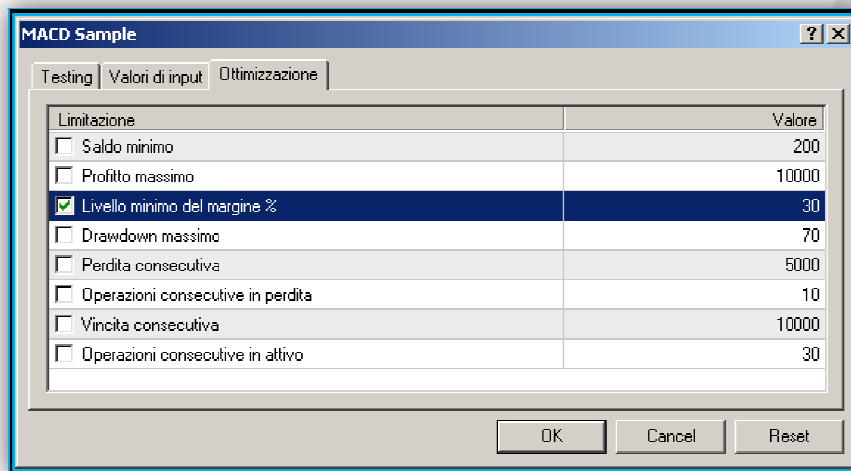 MACD Sample
Testing Valori di input Ottimizzazione
Limitazione Valore
Saldo minimo 200
Profitto massimo 10000
Livello minimo del margine % 30
Drawdown massimo 70
Perdita consecutiva 5000
Operazioni consecutive in perdita 10
Vincita consecutiva 10000
Operazioni consecutive in attivo 30
OK Cancel Reset